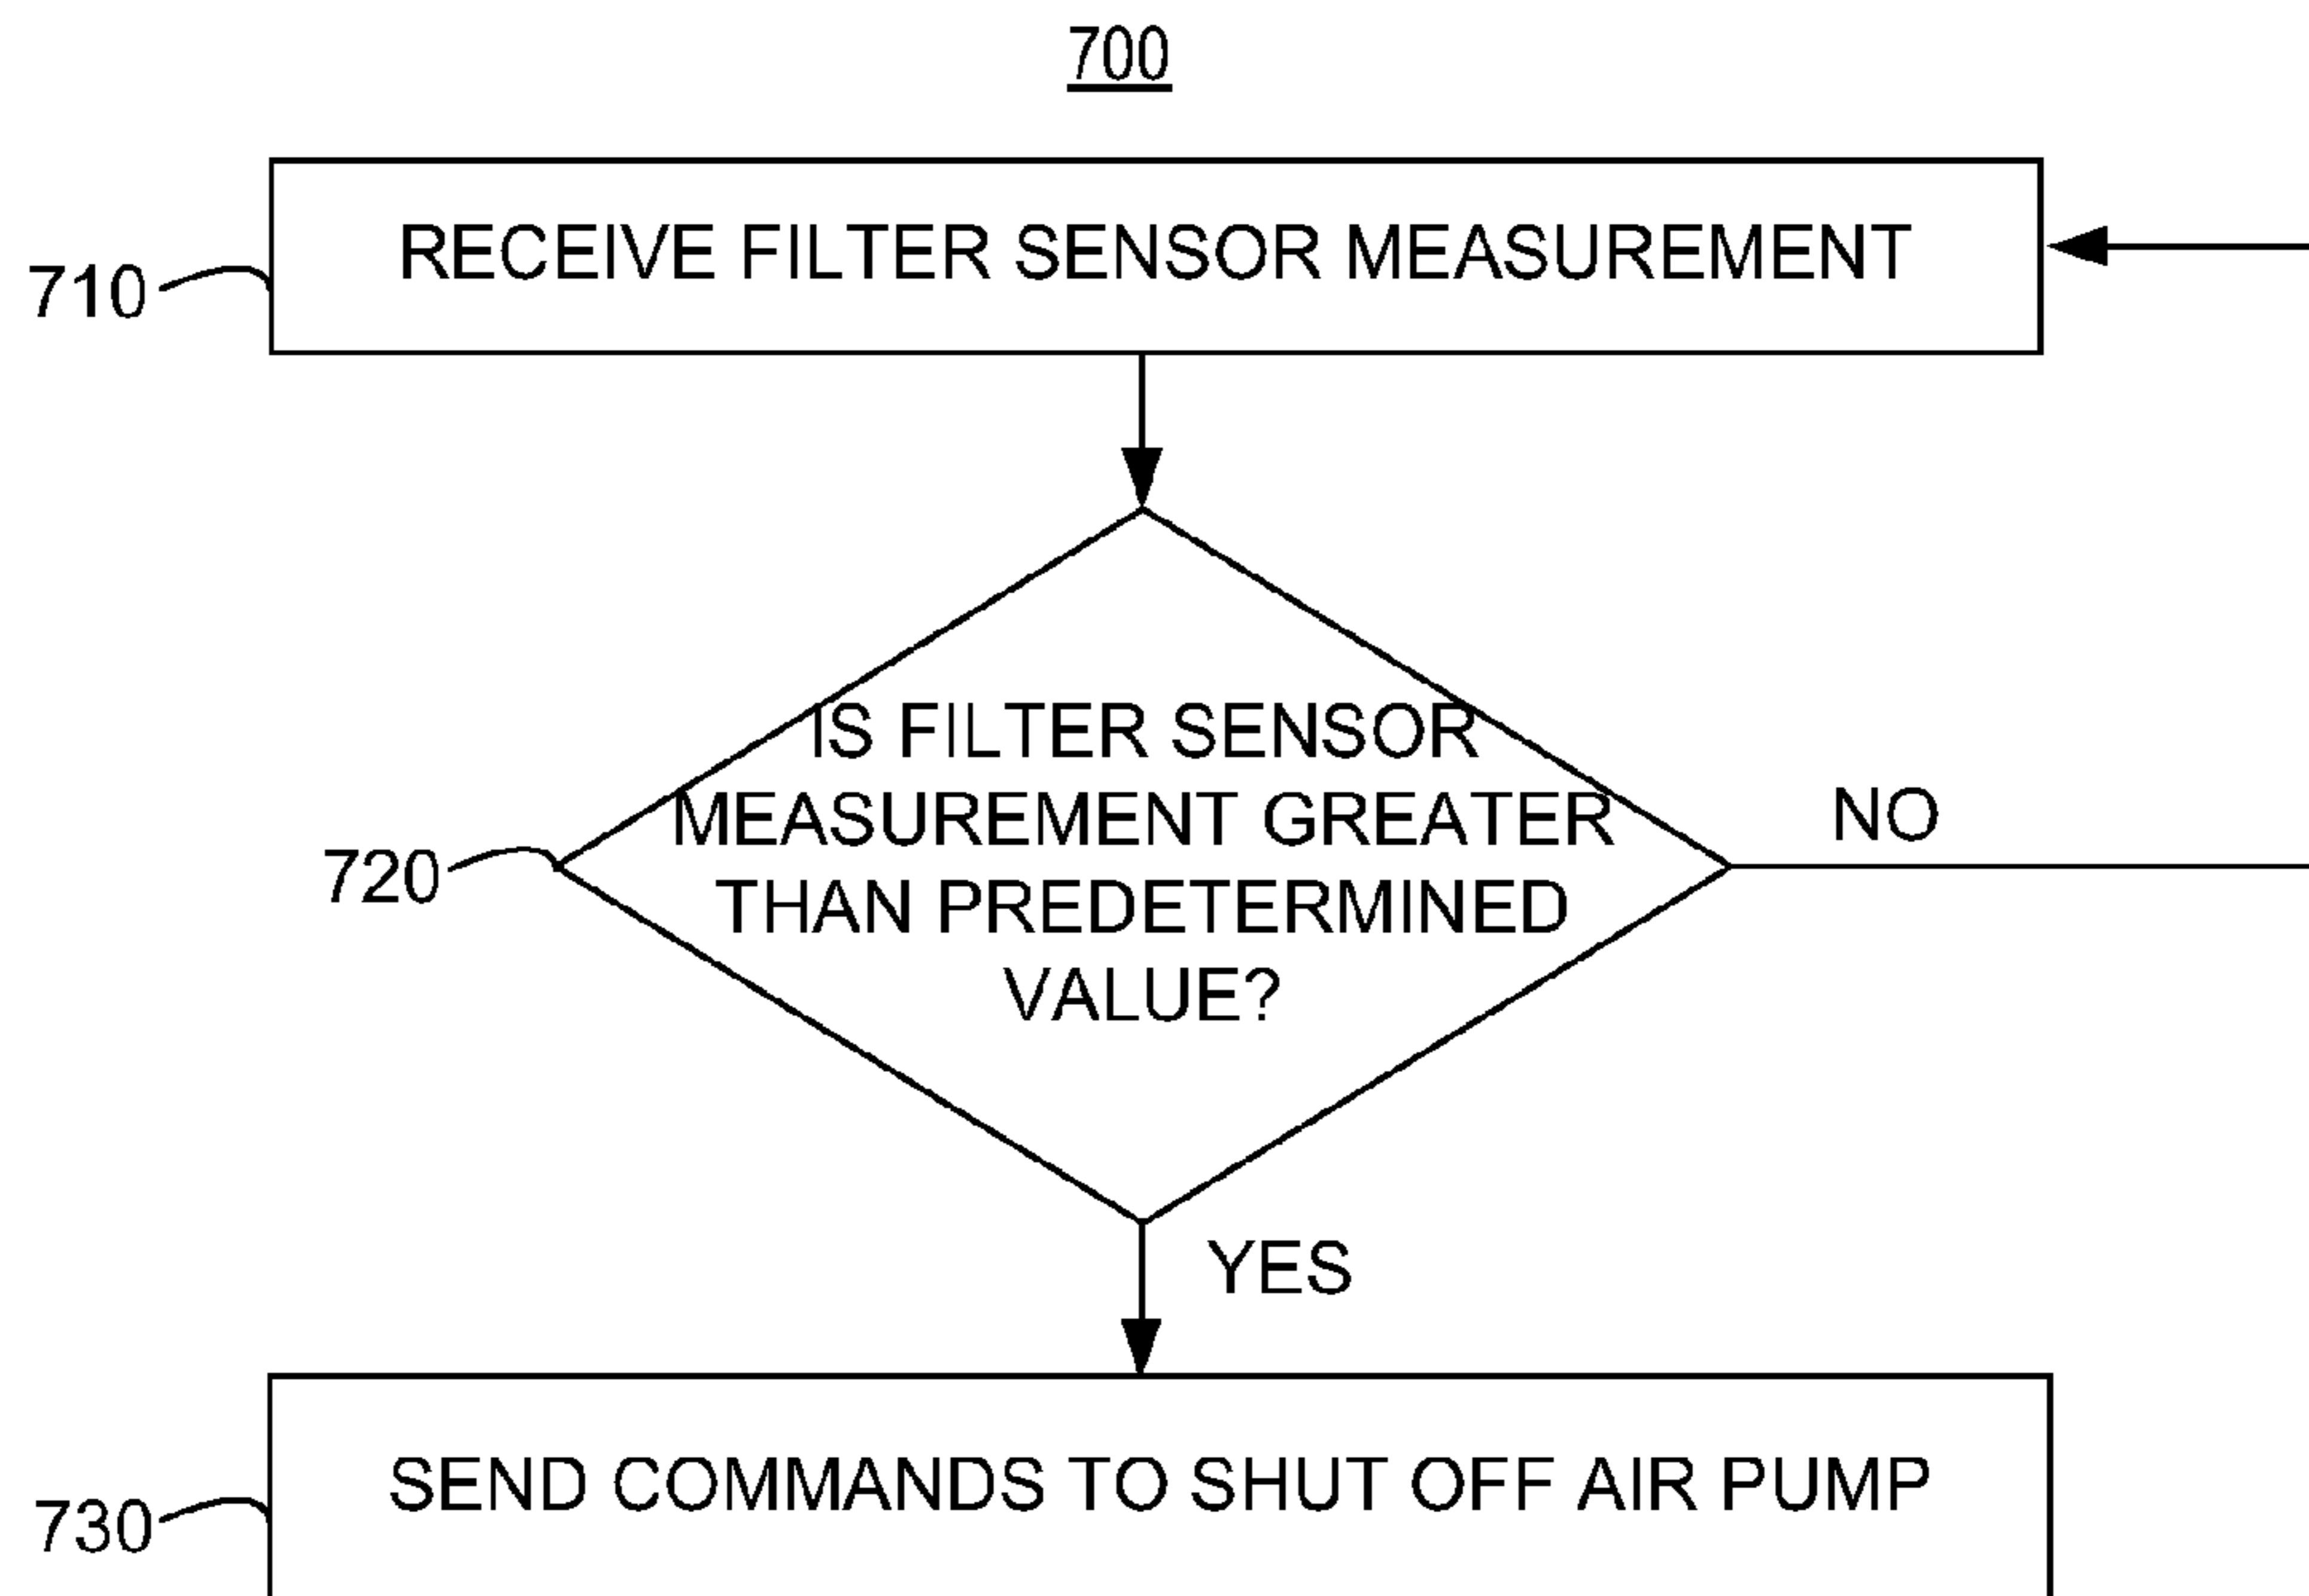 700
RECEIVE FILTER SENSOR MEASUREMENT
710
IS FILTER SENSOR
MEASUREMENT GREATER
THAN PREDETERMINED
VALUE?
NO
720
YES
SEND COMMANDS TO SHUT OFF AIR PUMP
730